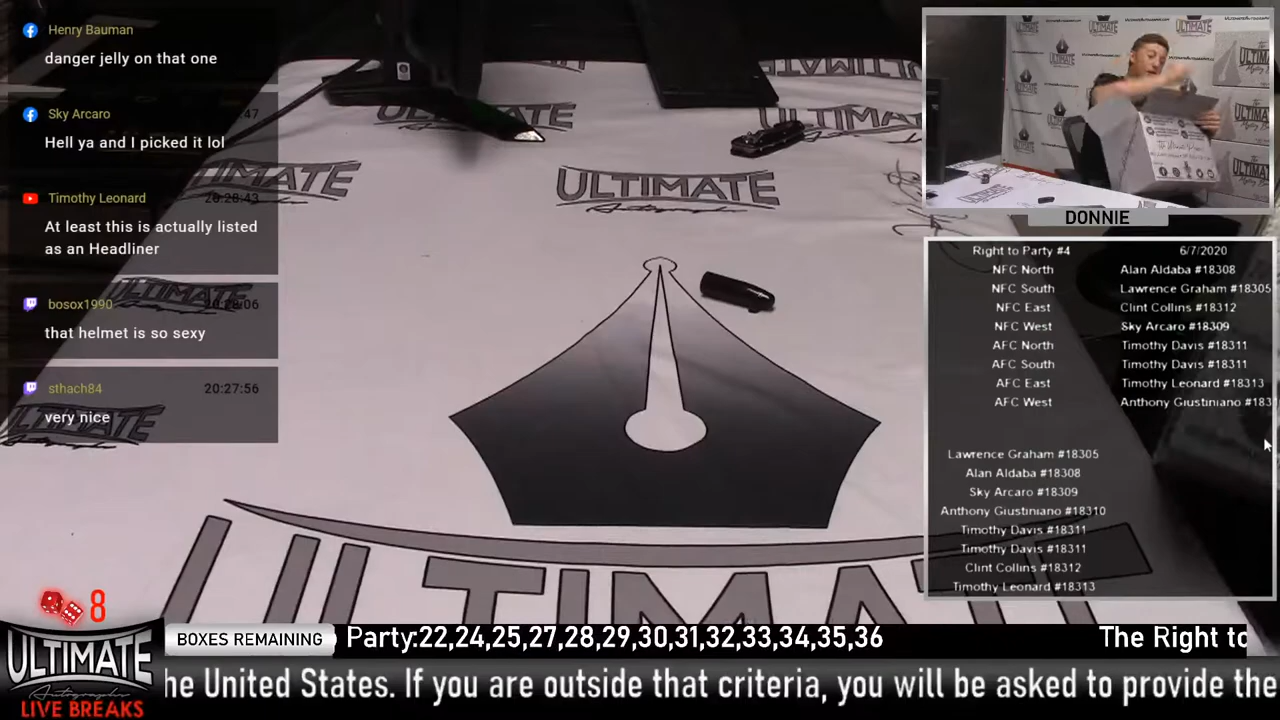 Henry Bauman
danger jelly on that one
Sky Arcaro
Hell ya and I picked it lol
Timothy Leonard 20:28:43
At least this is actually listed
as an Headliner
bosox1990 20:28:06
that helmet is so sexy
sthach84 20:27:56
very nice
ULTIMATE
ULTIMATE
ULTIMATE
DONNIE
Right to Party #4 6/7/2020
NFC North Alan Aldaba #18308
NFC South Lawrence Graham #18305
NFC East Clint Collins #18312
NFC West Sky Arcaro #18309
AFC North Timothy Davis #18311
AFC South Timothy Davis #18311
AFC East Timothy Leonard #18313
AFC West Anthony Giustiniano #1831
Lawrence Graham #18305
Alan Aldaba #18308
Sky Arcaro #18309
Anthony Giustiniano #18310
Timothy Davis #18311
Timothy Davis #18311
Clint Collins #18312
Timothy Leonard #18313
8
ULTIMATE
Autographs
LIVE BREAKS
BOXES REMAINING
Party:22,24,25,27,28,29,30,31,32,33,34,35,36 The Right to
he United States. If you are outside that criteria, you will be asked to provide the